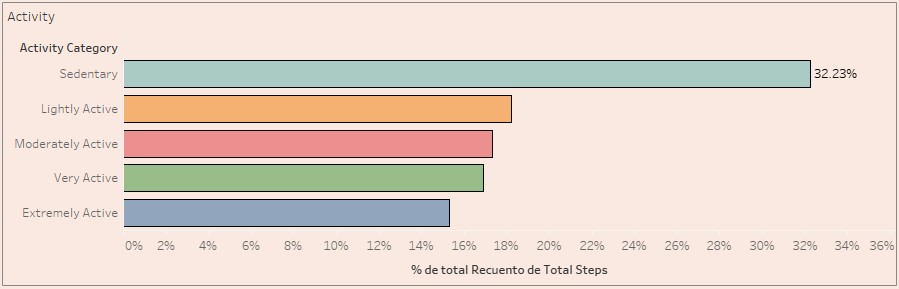 Activity
Activity Category
Sedentary
32.23%
Lightly Active
Moderately Active
Very Active
Extremely Active
0% 2% 4% 6% 8% 10% 12% 14% 16% 18% 20% 22% 24% 26% 28% 30% 32% 34% 36%
% de total Recuento de Total Steps